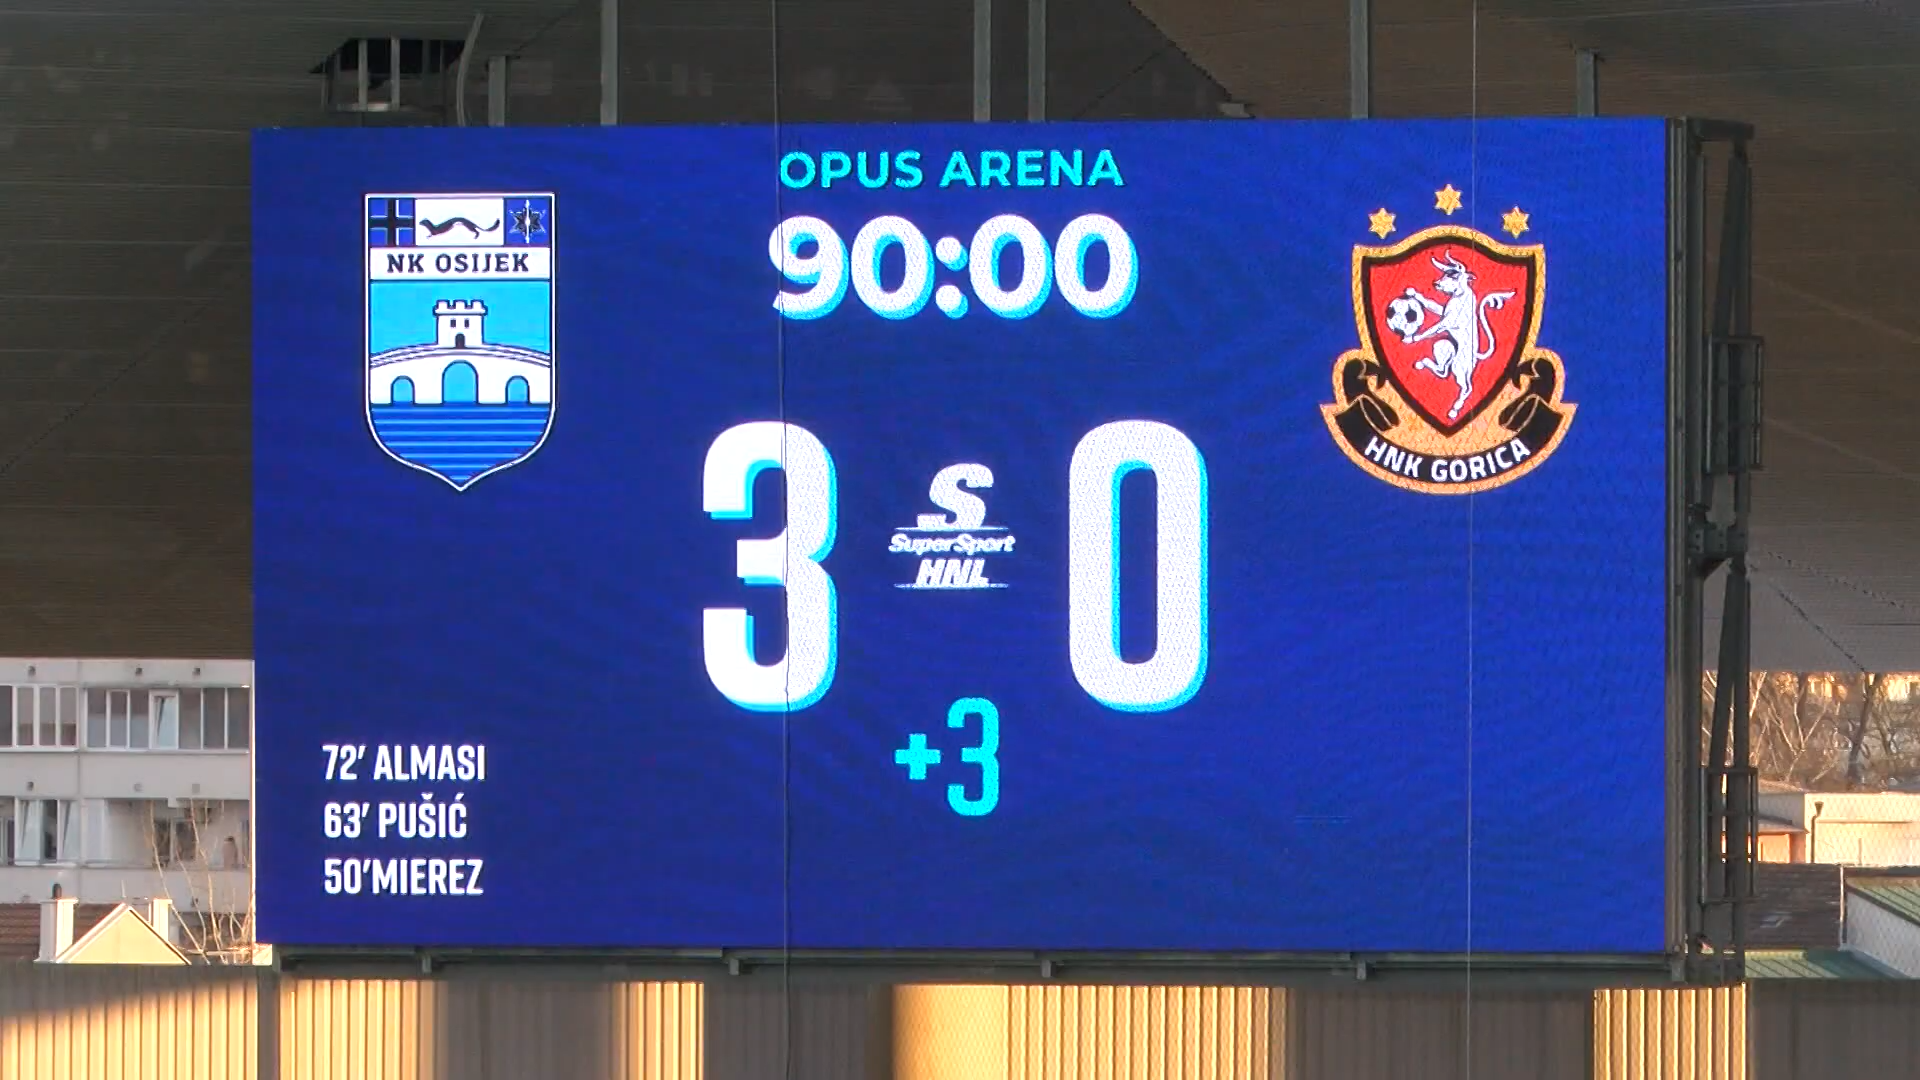 OPUS ARENA
90:00
NK OSIJEK
HNK GORICA
3 0
S
SuperSport
HNL
+3
72' ALMASI
63' PUŠIĆ
50'MIEREZ